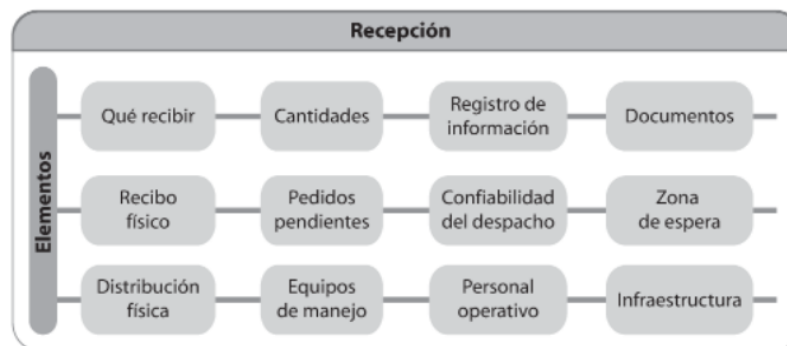 Recepción
Elementos
Qué recibir
Cantidades
Registro de
información
Documentos
Recibo
físico
Pedidos
pendientes
Confiabilidad
del despacho
Zona
de espera
Distribución
física
Equipos
de manejo
Personal
operativo
Infraestructura